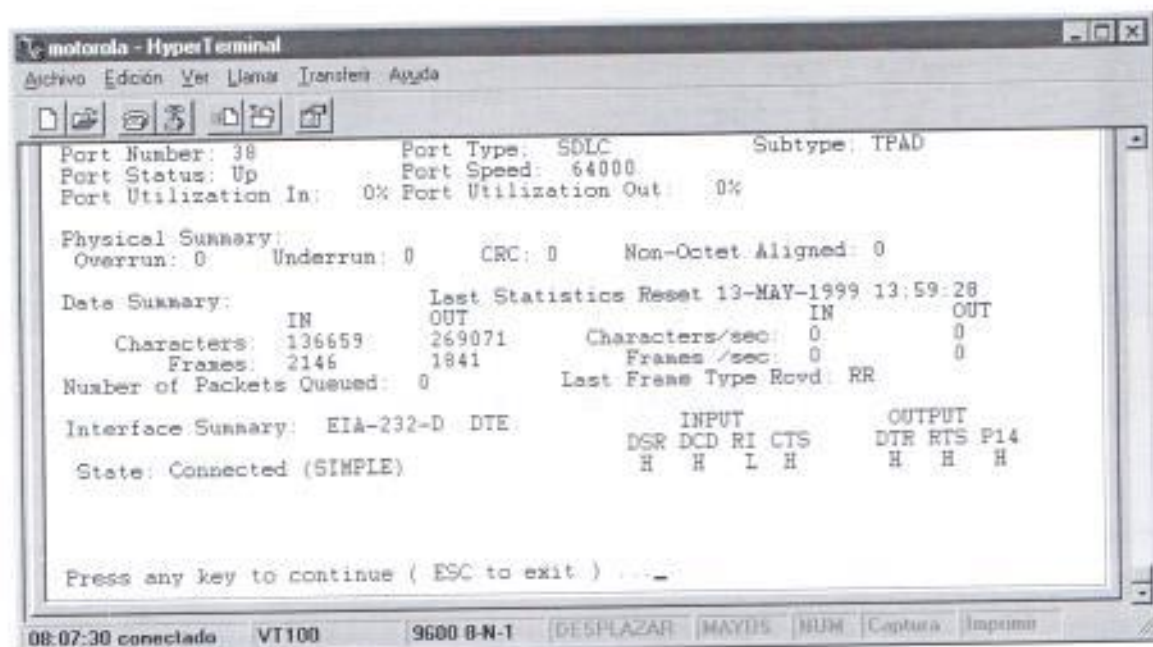 motorola - HyperTerminal
Archivo Edición Ver Llamar Transferir Ayuda
Port Number: 38 Port Type: SDLC Subtype: TPAD
Port Status: Up Port Speed: 64000
Port Utilization In: 0% Port Utilization Out: 0%
Physical Summary:
Overrun: 0 Underrun: 0 CRC: 0 Non-Octet Aligned: 0
Data Summary: Last Statistics Reset 13-MAY-1999 13:59:28
IN OUT IN OUT
Characters: 136659 269071 Characters/sec: 0 0
Frames: 2146 1841 Frames /sec: 0 0
Number of Packets Queued: 0 Last Frame Type Rcvd: RR
Interface Summary: EIA-232-D DTE INPUT OUTPUT
DSR DCD RI CTS DTR RTS P14
State: Connected (SIMPLE) H H L H H H H
Press any key to continue ( ESC to exit ) ..._
08:07:30 conectado VT100 9600 8-N-1 DESPLAZAR MAYÚS NUM Captura Imprimir